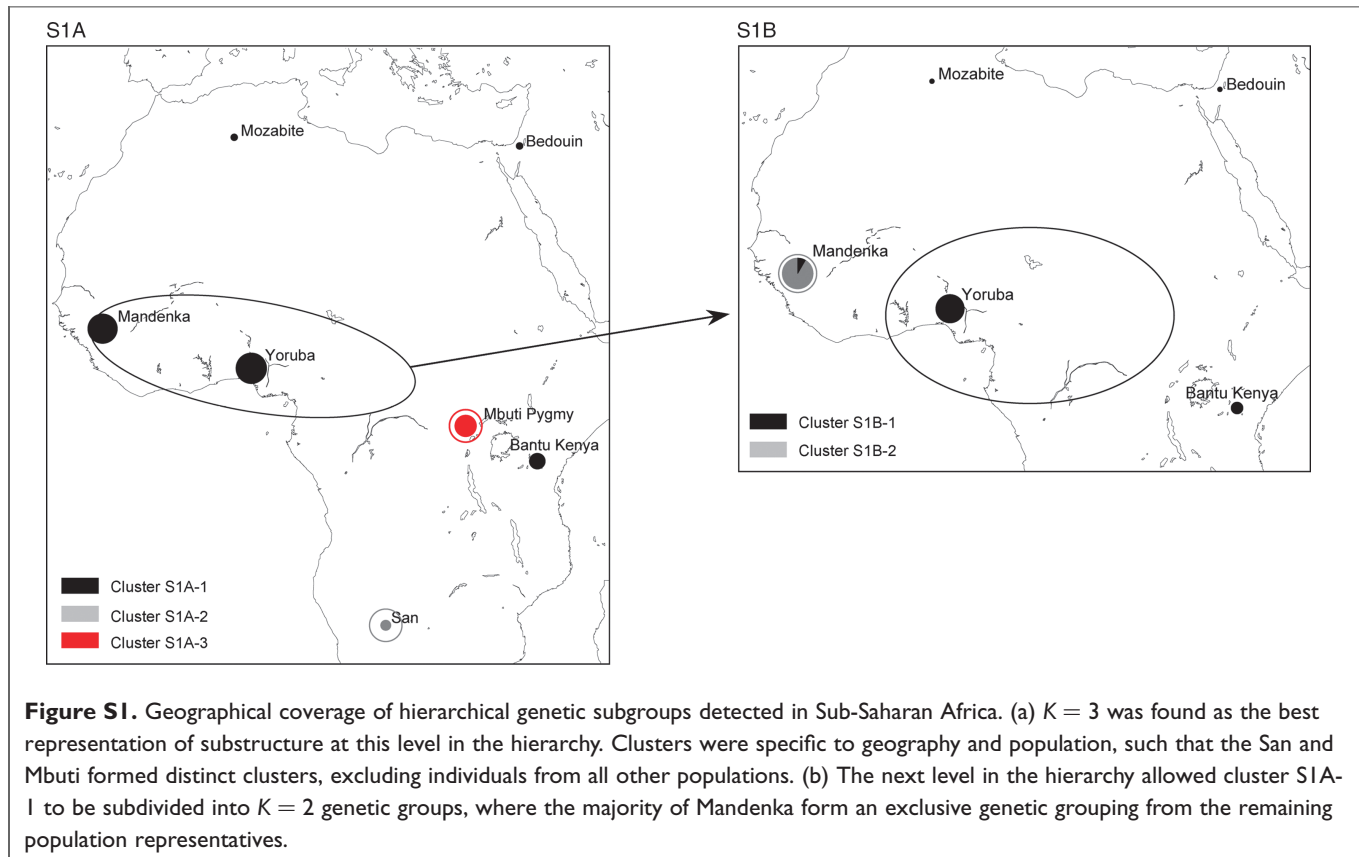 S1A
Mozabite
Bedouin
Mandenka
Yoruba
Mbuti Pygmy
Bantu Kenya
San
Cluster S1A-1
Cluster S1A-2
Cluster S1A-3
S1B
Mozabite
Bedouin
Mandenka
Yoruba
Bantu Kenya
Cluster S1B-1
Cluster S1B-2
Figure S1. Geographical coverage of hierarchical genetic subgroups detected in Sub-Saharan Africa. (a) K = 3 was found as the best
representation of substructure at this level in the hierarchy. Clusters were specific to geography and population, such that the San and
Mbuti formed distinct clusters, excluding individuals from all other populations. (b) The next level in the hierarchy allowed cluster S1A-
1 to be subdivided into K = 2 genetic groups, where the majority of Mandenka form an exclusive genetic grouping from the remaining
population representatives.